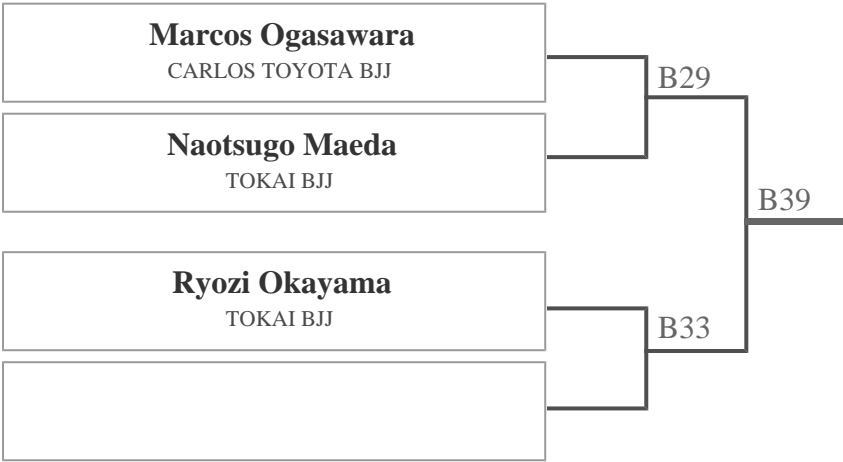 Marcos Ogasawara
CARLOS TOYOTA BJJ
B29
Naotsugo Maeda
TOKAI BJJ
B39
Ryozi Okayama
TOKAI BJJ
B33